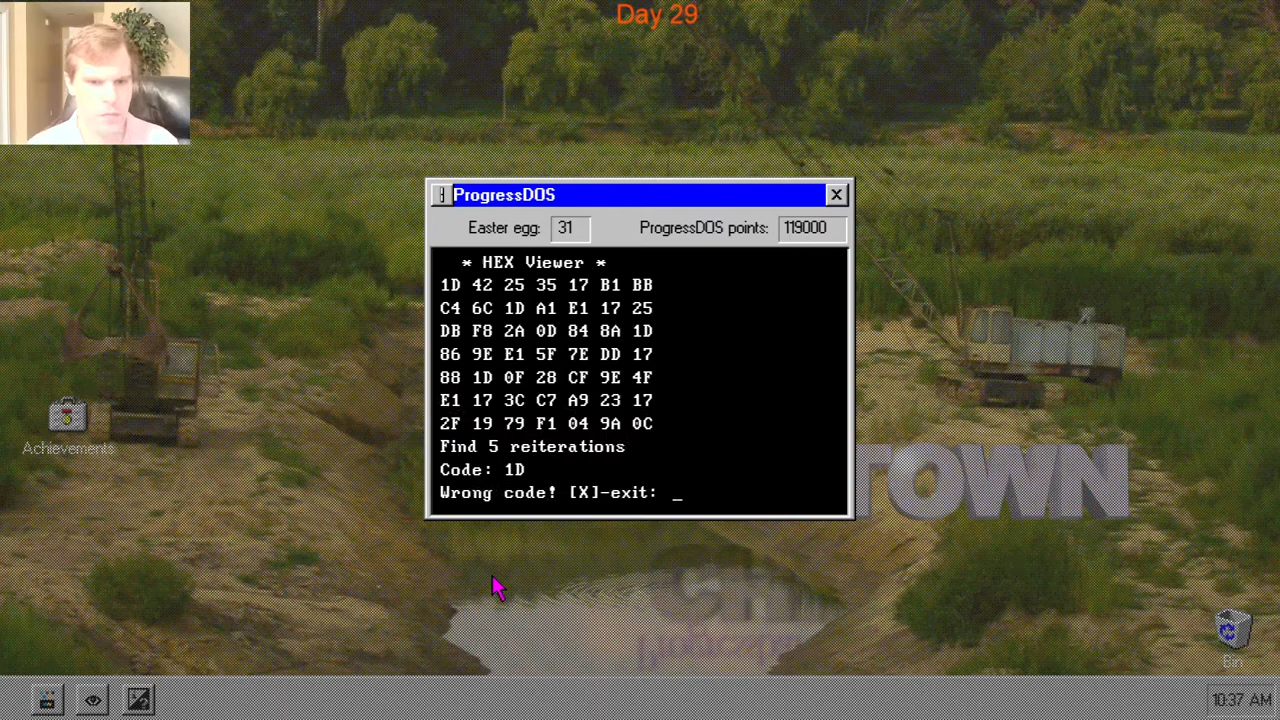 Day 29
ProgressDOS
Easter egg: 31 ProgressDOS points: 119000
* HEX Viewer *
1D 42 25 35 17 B1 BB
C4 6C 1D A1 E1 17 25
DB F8 2A 0D 84 8A 1D
86 9E E1 5F 7E DD 17
88 1D 0F 28 CF 9E 4F
E1 17 3C C7 A9 23 17
2F 19 79 F1 04 9A 0C
Find 5 reiterations
Code: 1D
Wrong code! [X]-exit: _
Achievements
TOWN
Bin
10:37 AM